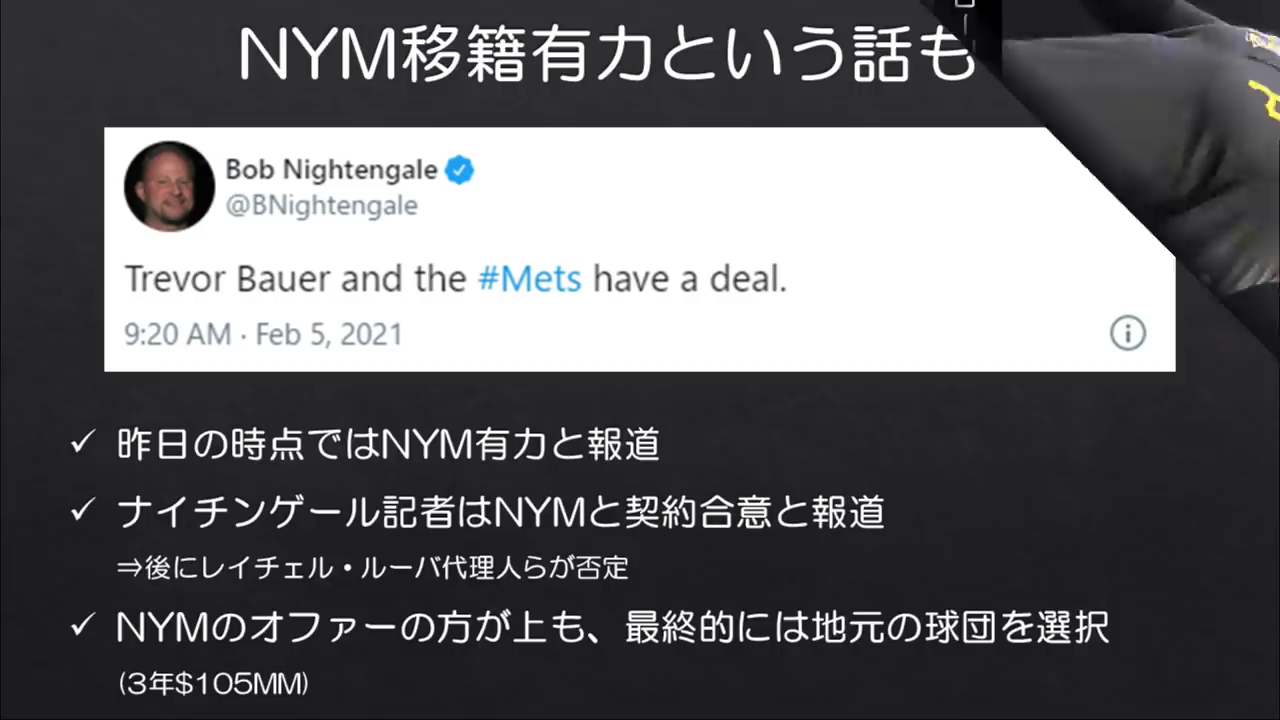 NYM移籍有力という話も
Bob Nightengale
@BNightengale
Trevor Bauer and the #Mets have a deal.
9:20 AM · Feb 5, 2021
✓ 昨日の時点ではNYM有力と報道
✓ ナイチンゲール記者はNYMと契約合意と報道
⇒後にレイチェル・ルーバ代理人らが否定
✓ NYMのオファーの方が上も、最終的には地元の球団を選択
(3年$105MM)